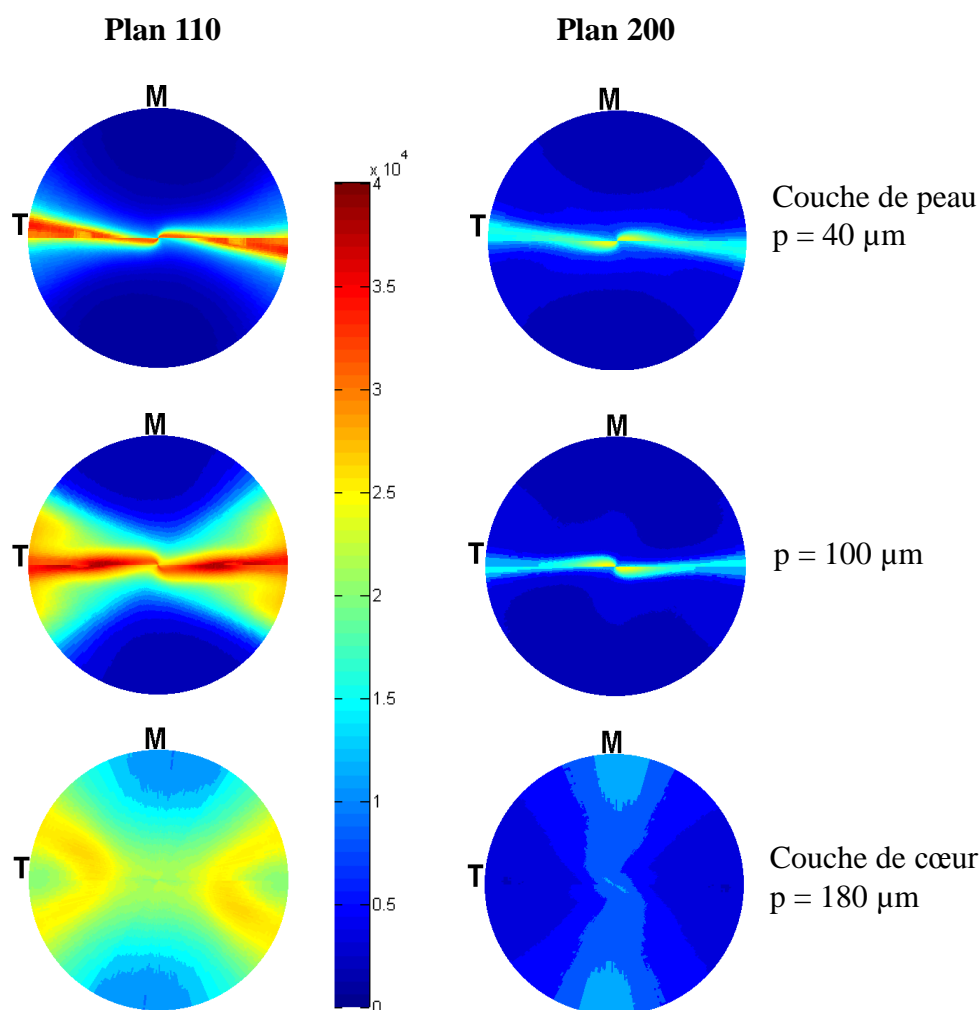 Plan 110
Plan 200
M
M
T
T
Couche de peau
p = 40 µm
x 10^4
4
3.5
3
2.5
2
1.5
1
0.5
0
M
M
T
T
p = 100 µm
M
M
T
T
Couche de cœur
p = 180 µm